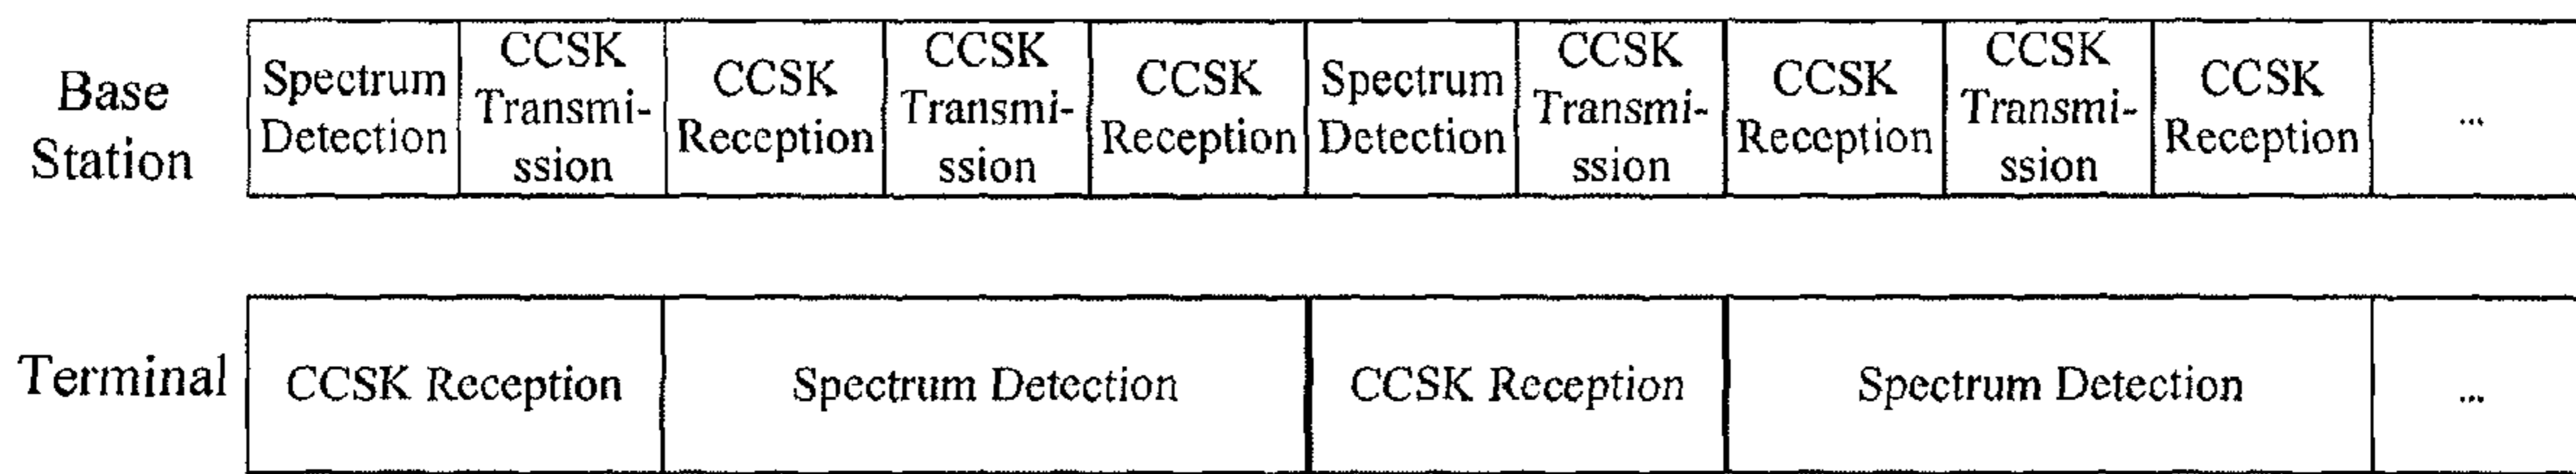 Base
Station
Spectrum
Detection
CCSK
Transmi-
ssion
CCSK
Reception
CCSK
Transmi-
ssion
CCSK
Reception
Spectrum
Detection
CCSK
Transmi-
ssion
CCSK
Reception
CCSK
Transmi-
ssion
CCSK
Reception
...
Terminal
CCSK Reception
Spectrum Detection
CCSK Reception
Spectrum Detection
...